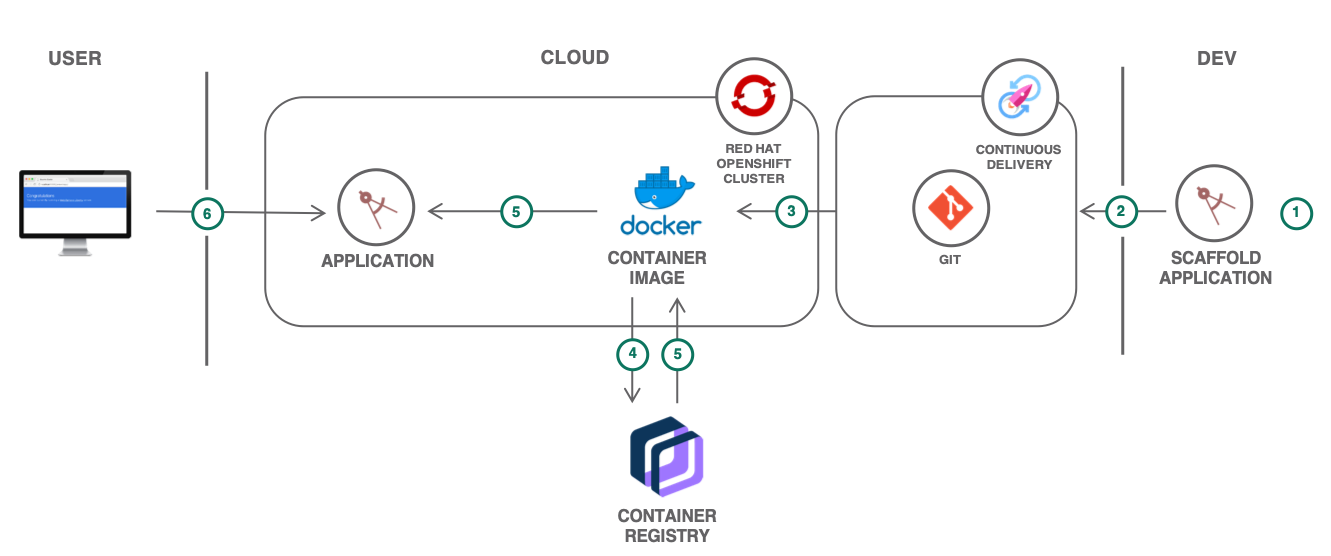 USER
CLOUD
DEV
RED HAT
OPENSHIFT
CLUSTER
CONTINUOUS
DELIVERY
6
APPLICATION
5
docker
CONTAINER
IMAGE
3
GIT
2
SCAFFOLD
APPLICATION
1
4
5
CONTAINER
REGISTRY